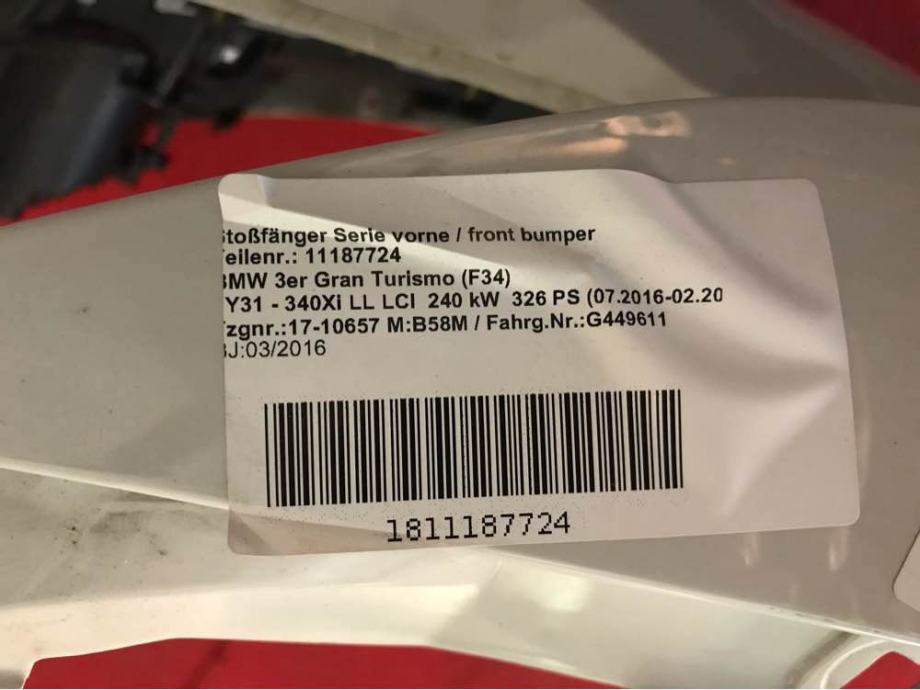 Stoßfänger Serie vorne / front bumper
Teilenr.: 11187724
BMW 3er Gran Turismo (F34)
Y31 - 340Xi LL LCI 240 kW 326 PS (07.2016-02.20
Fzgnr.:17-10657 M:B58M / Fahrg.Nr.:G449611
BJ:03/2016
1811187724